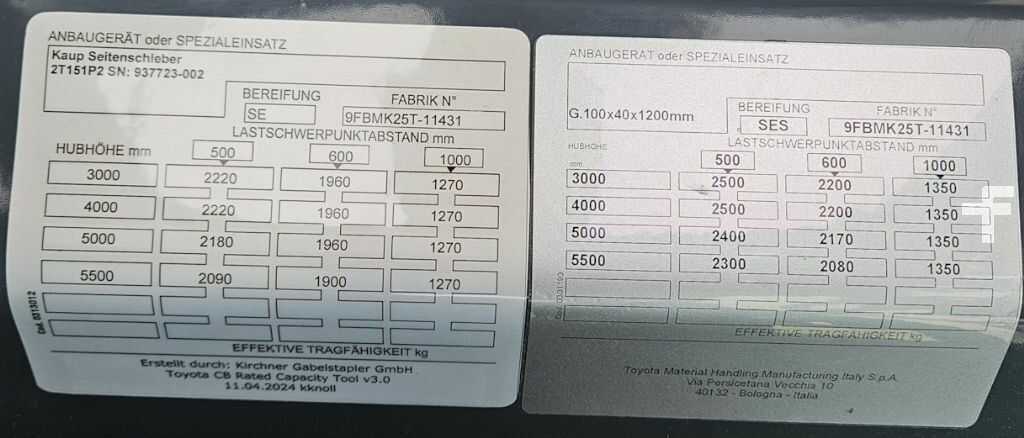 ANBAUGERÄT oder SPEZIALEINSATZ
Kaup Seitenschieber
2T151P2 SN: 937723-002
BEREIFUNG FABRIK N°
SE 9FBMK25T-11431
LASTSCHWERPUNKTABSTAND mm
HUBHÖHE mm 500 600 1000
3000 2220 1960 1270
4000 2220 1960 1270
5000 2180 1960 1270
5500 2090 1900 1270
EFFEKTIVE TRAGFÄHIGKEIT kg
Cod. 0313012
Erstellt durch: Kirchner Gabelstapler GmbH
Toyota CB Rated Capacity Tool v3.0
11.04.2024 kknoll
ANBAUGERÄT oder SPEZIALEINSATZ
G.100x40x1200mm
BEREIFUNG FABRIK N°
SES 9FBMK25T-11431
LASTSCHWERPUNKTABSTAND mm
HUBHÖHE
mm
500 600 1000
3000 2500 2200 1350
4000 2500 2200 1350
5000 2400 2170 1350
5500 2300 2080 1350
EFFEKTIVE TRAGFÄHIGKEIT kg
Toyota Material Handling Manufacturing Italy S.p.A.
Via Persicetana Vecchia 10
40132 - Bologna - Italia